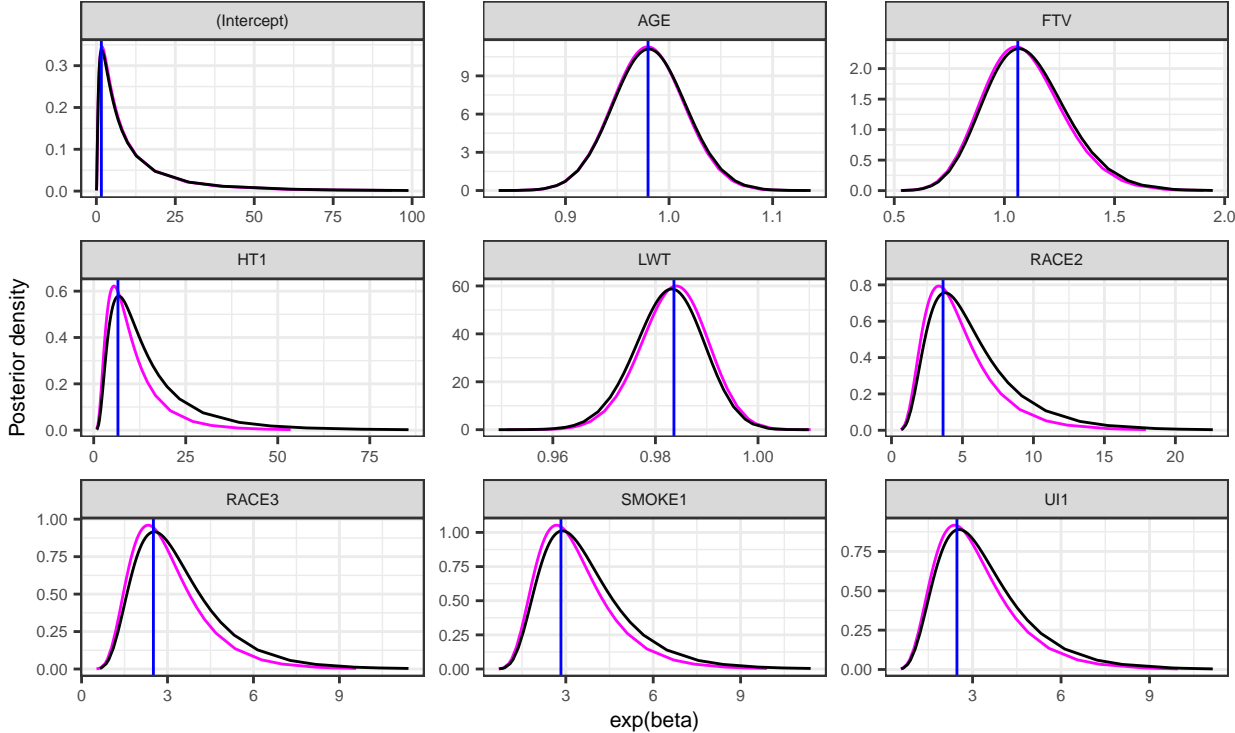 (Intercept) AGE FTV
0.3 9 2.0
0.2 6 1.5
0.1 3 1.0
0.0 0 0.5
0.0
0 25 50 75 100 0.9 1.0 1.1 0.5 1.0 1.5 2.0
HT1 LWT RACE2
0.6 60 0.8
0.4 40 0.6
0.2 20 0.4
0.0 0 0.2
0.0
0 25 50 75 0.96 0.98 1.00 0 5 10 15 20
Posterior density
RACE3 SMOKE1 UI1
1.00 1.00 0.75
0.75 0.75 0.50
0.50 0.50 0.25
0.25 0.25 0.00
0.00 0.00
0 3 6 9 3 6 9 3 6 9
exp(beta)